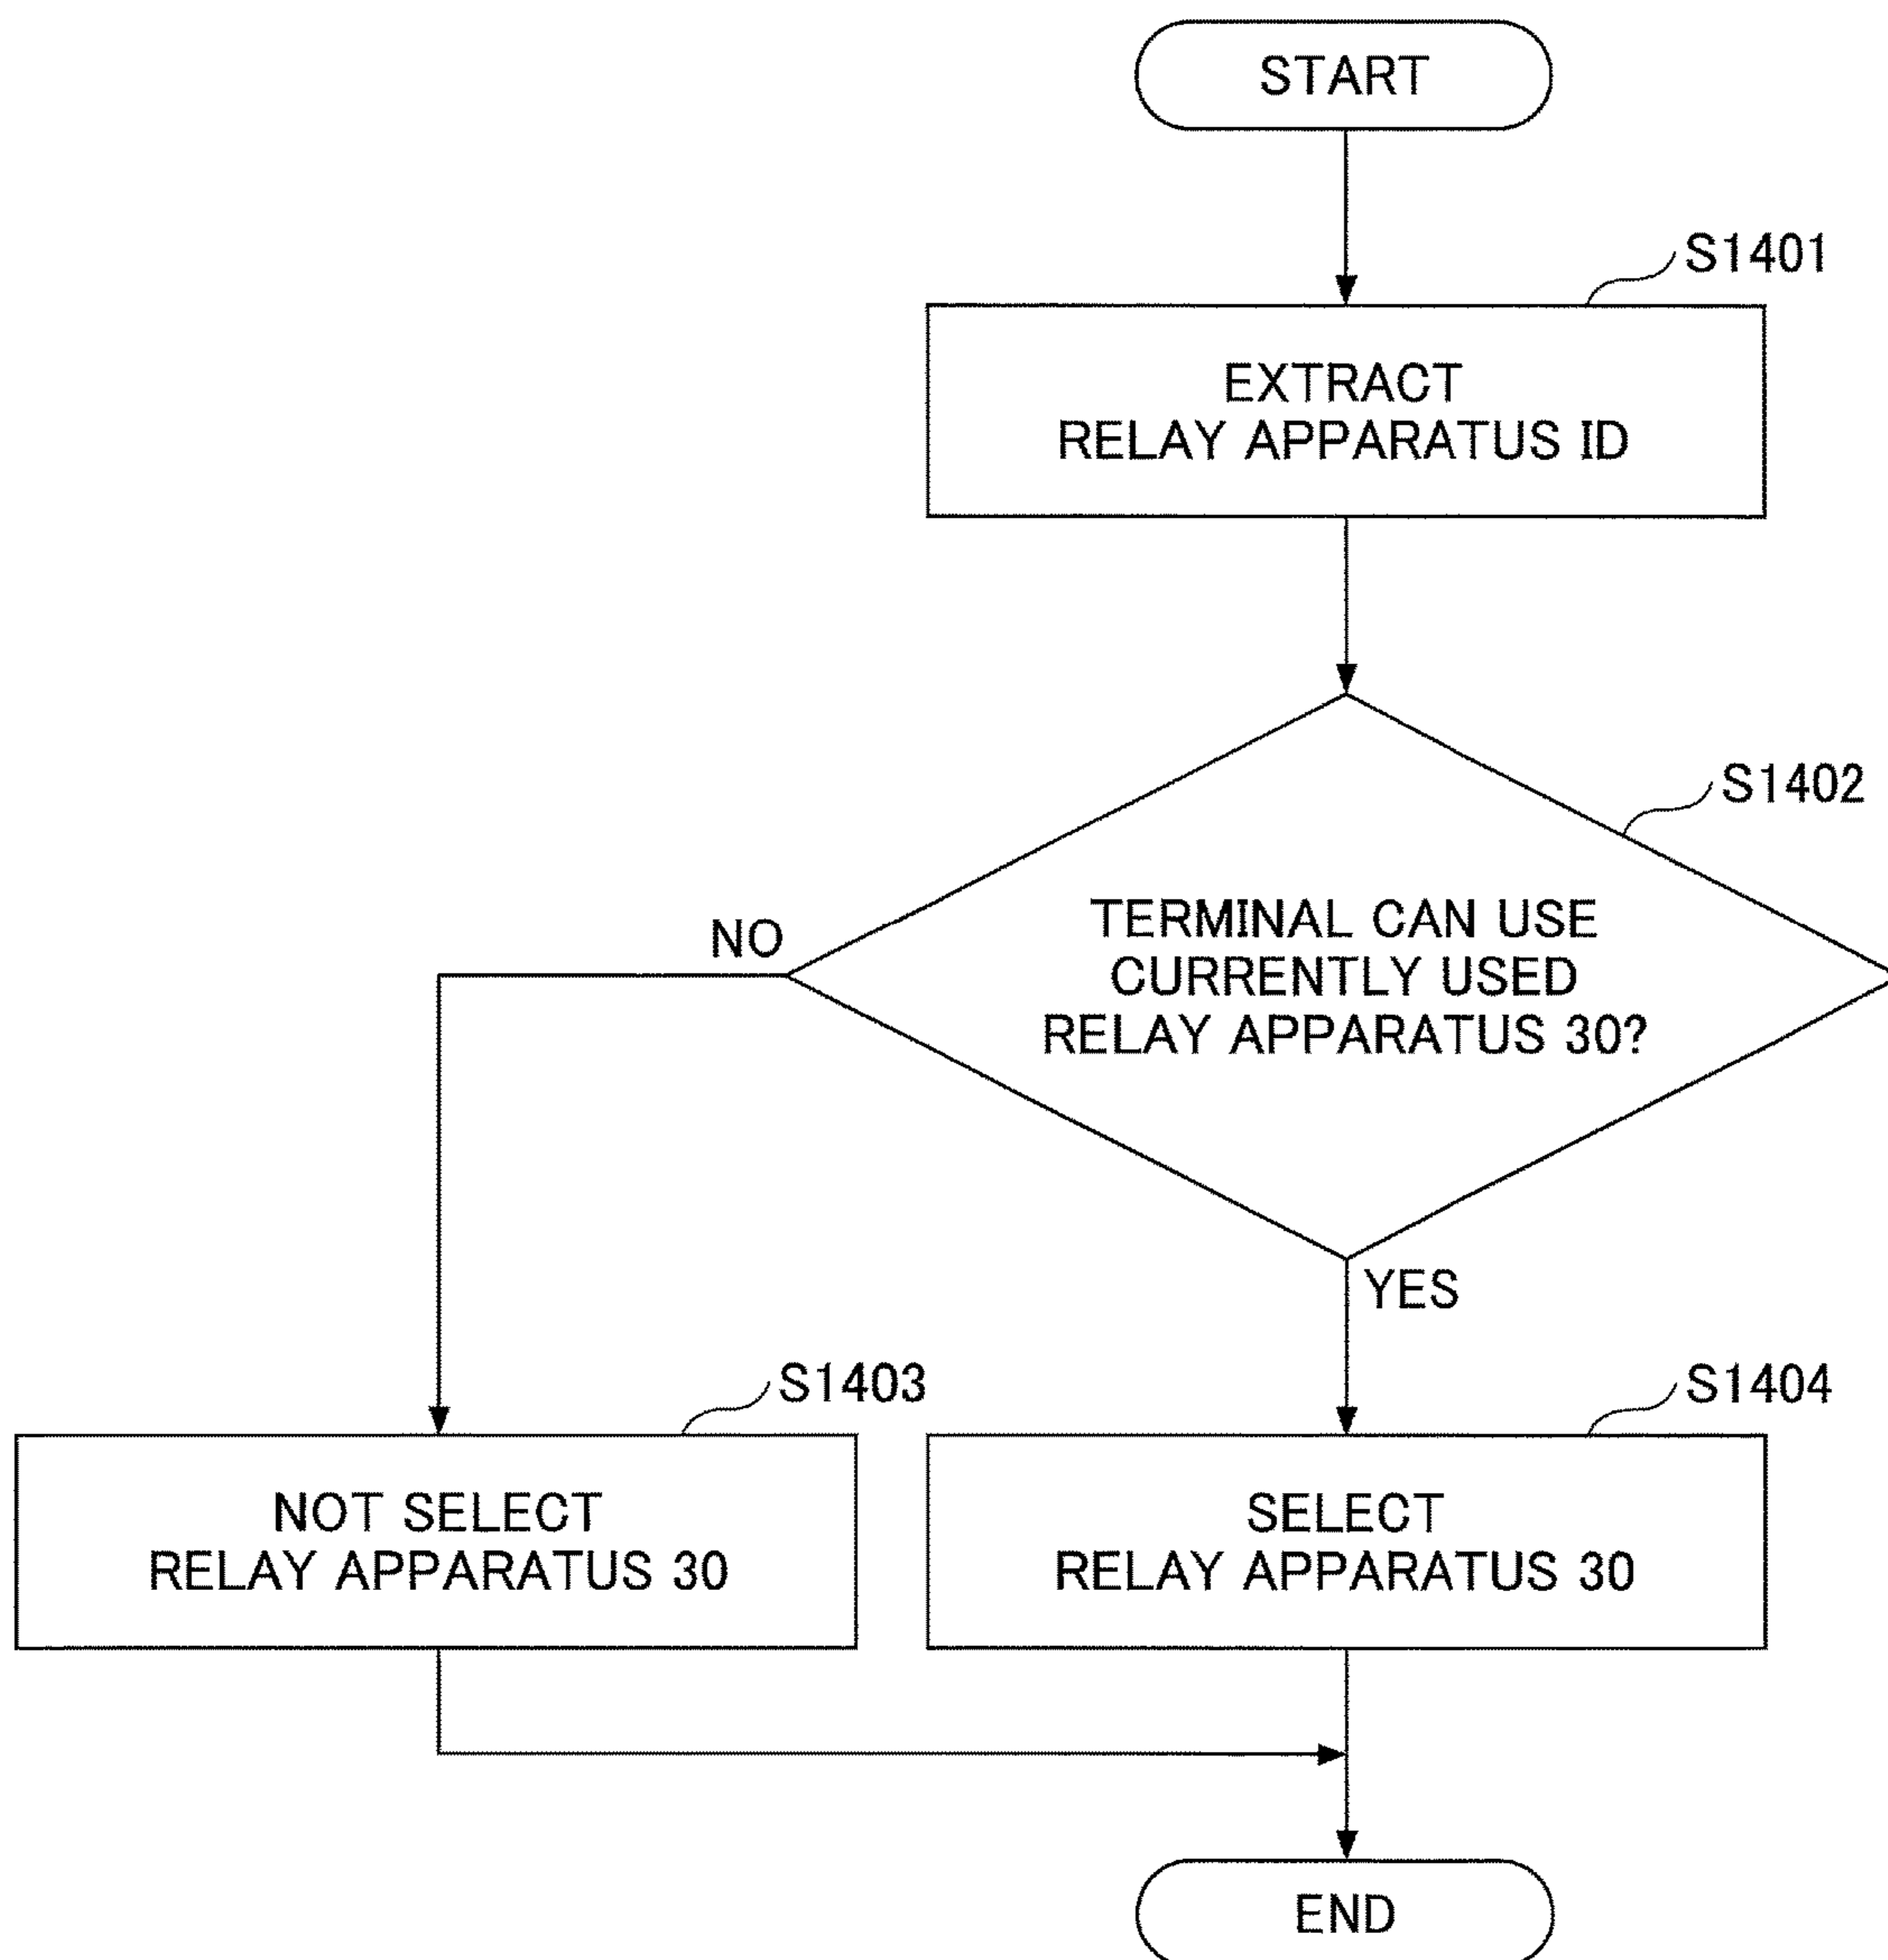 START
S1401
EXTRACT
RELAY APPARATUS ID
S1402
NO
TERMINAL CAN USE
CURRENTLY USED
RELAY APPARATUS 30?
YES
S1403
S1404
NOT SELECT
RELAY APPARATUS 30
SELECT
RELAY APPARATUS 30
END